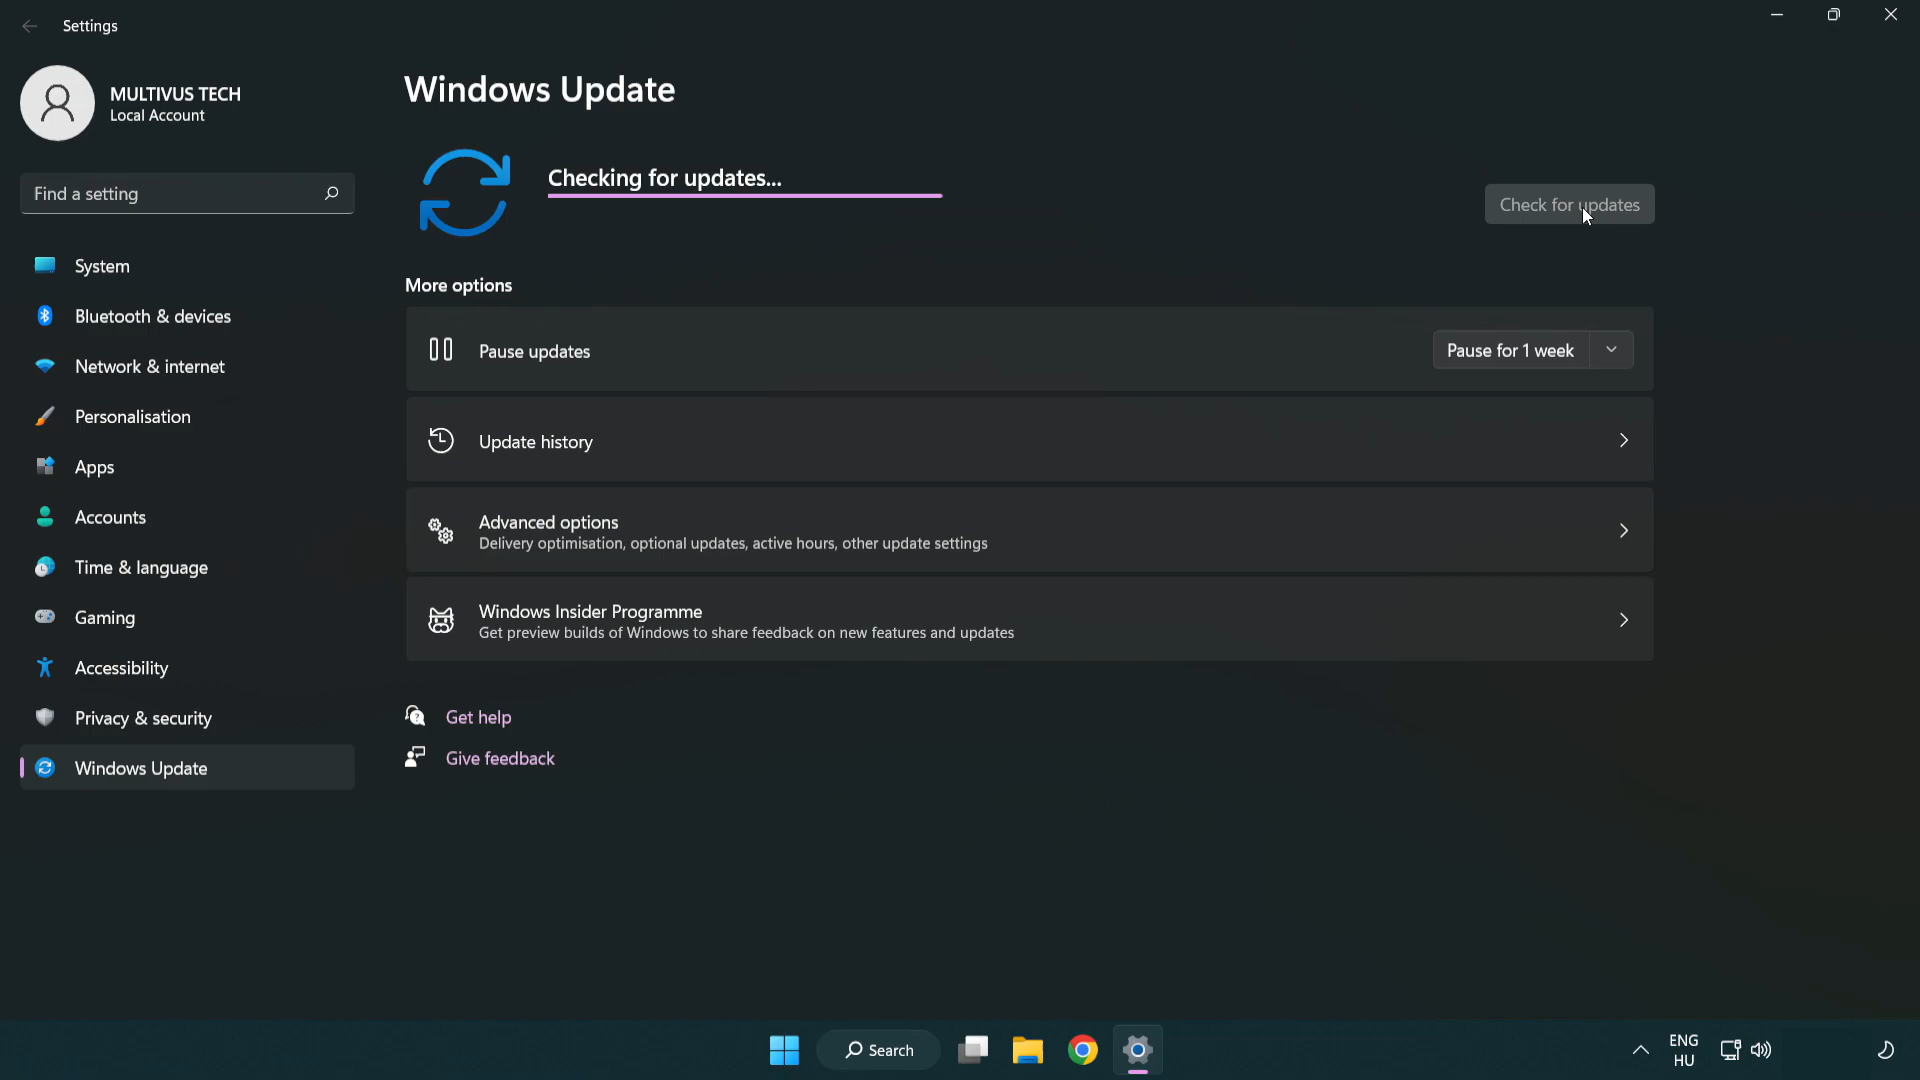 Settings
MULTIVUS TECH
Local Account
Find a setting
System
Bluetooth & devices
Network & internet
Personalisation
Apps
Accounts
Time & language
Gaming
Accessibility
Privacy & security
Windows Update
Windows Update
Checking for updates...
Check for updates
More options
Pause updates
Pause for 1 week
Update history
Advanced options
Delivery optimisation, optional updates, active hours, other update settings
Windows Insider Programme
Get preview builds of Windows to share feedback on new features and updates
Get help
Give feedback
Search
ENG
HU